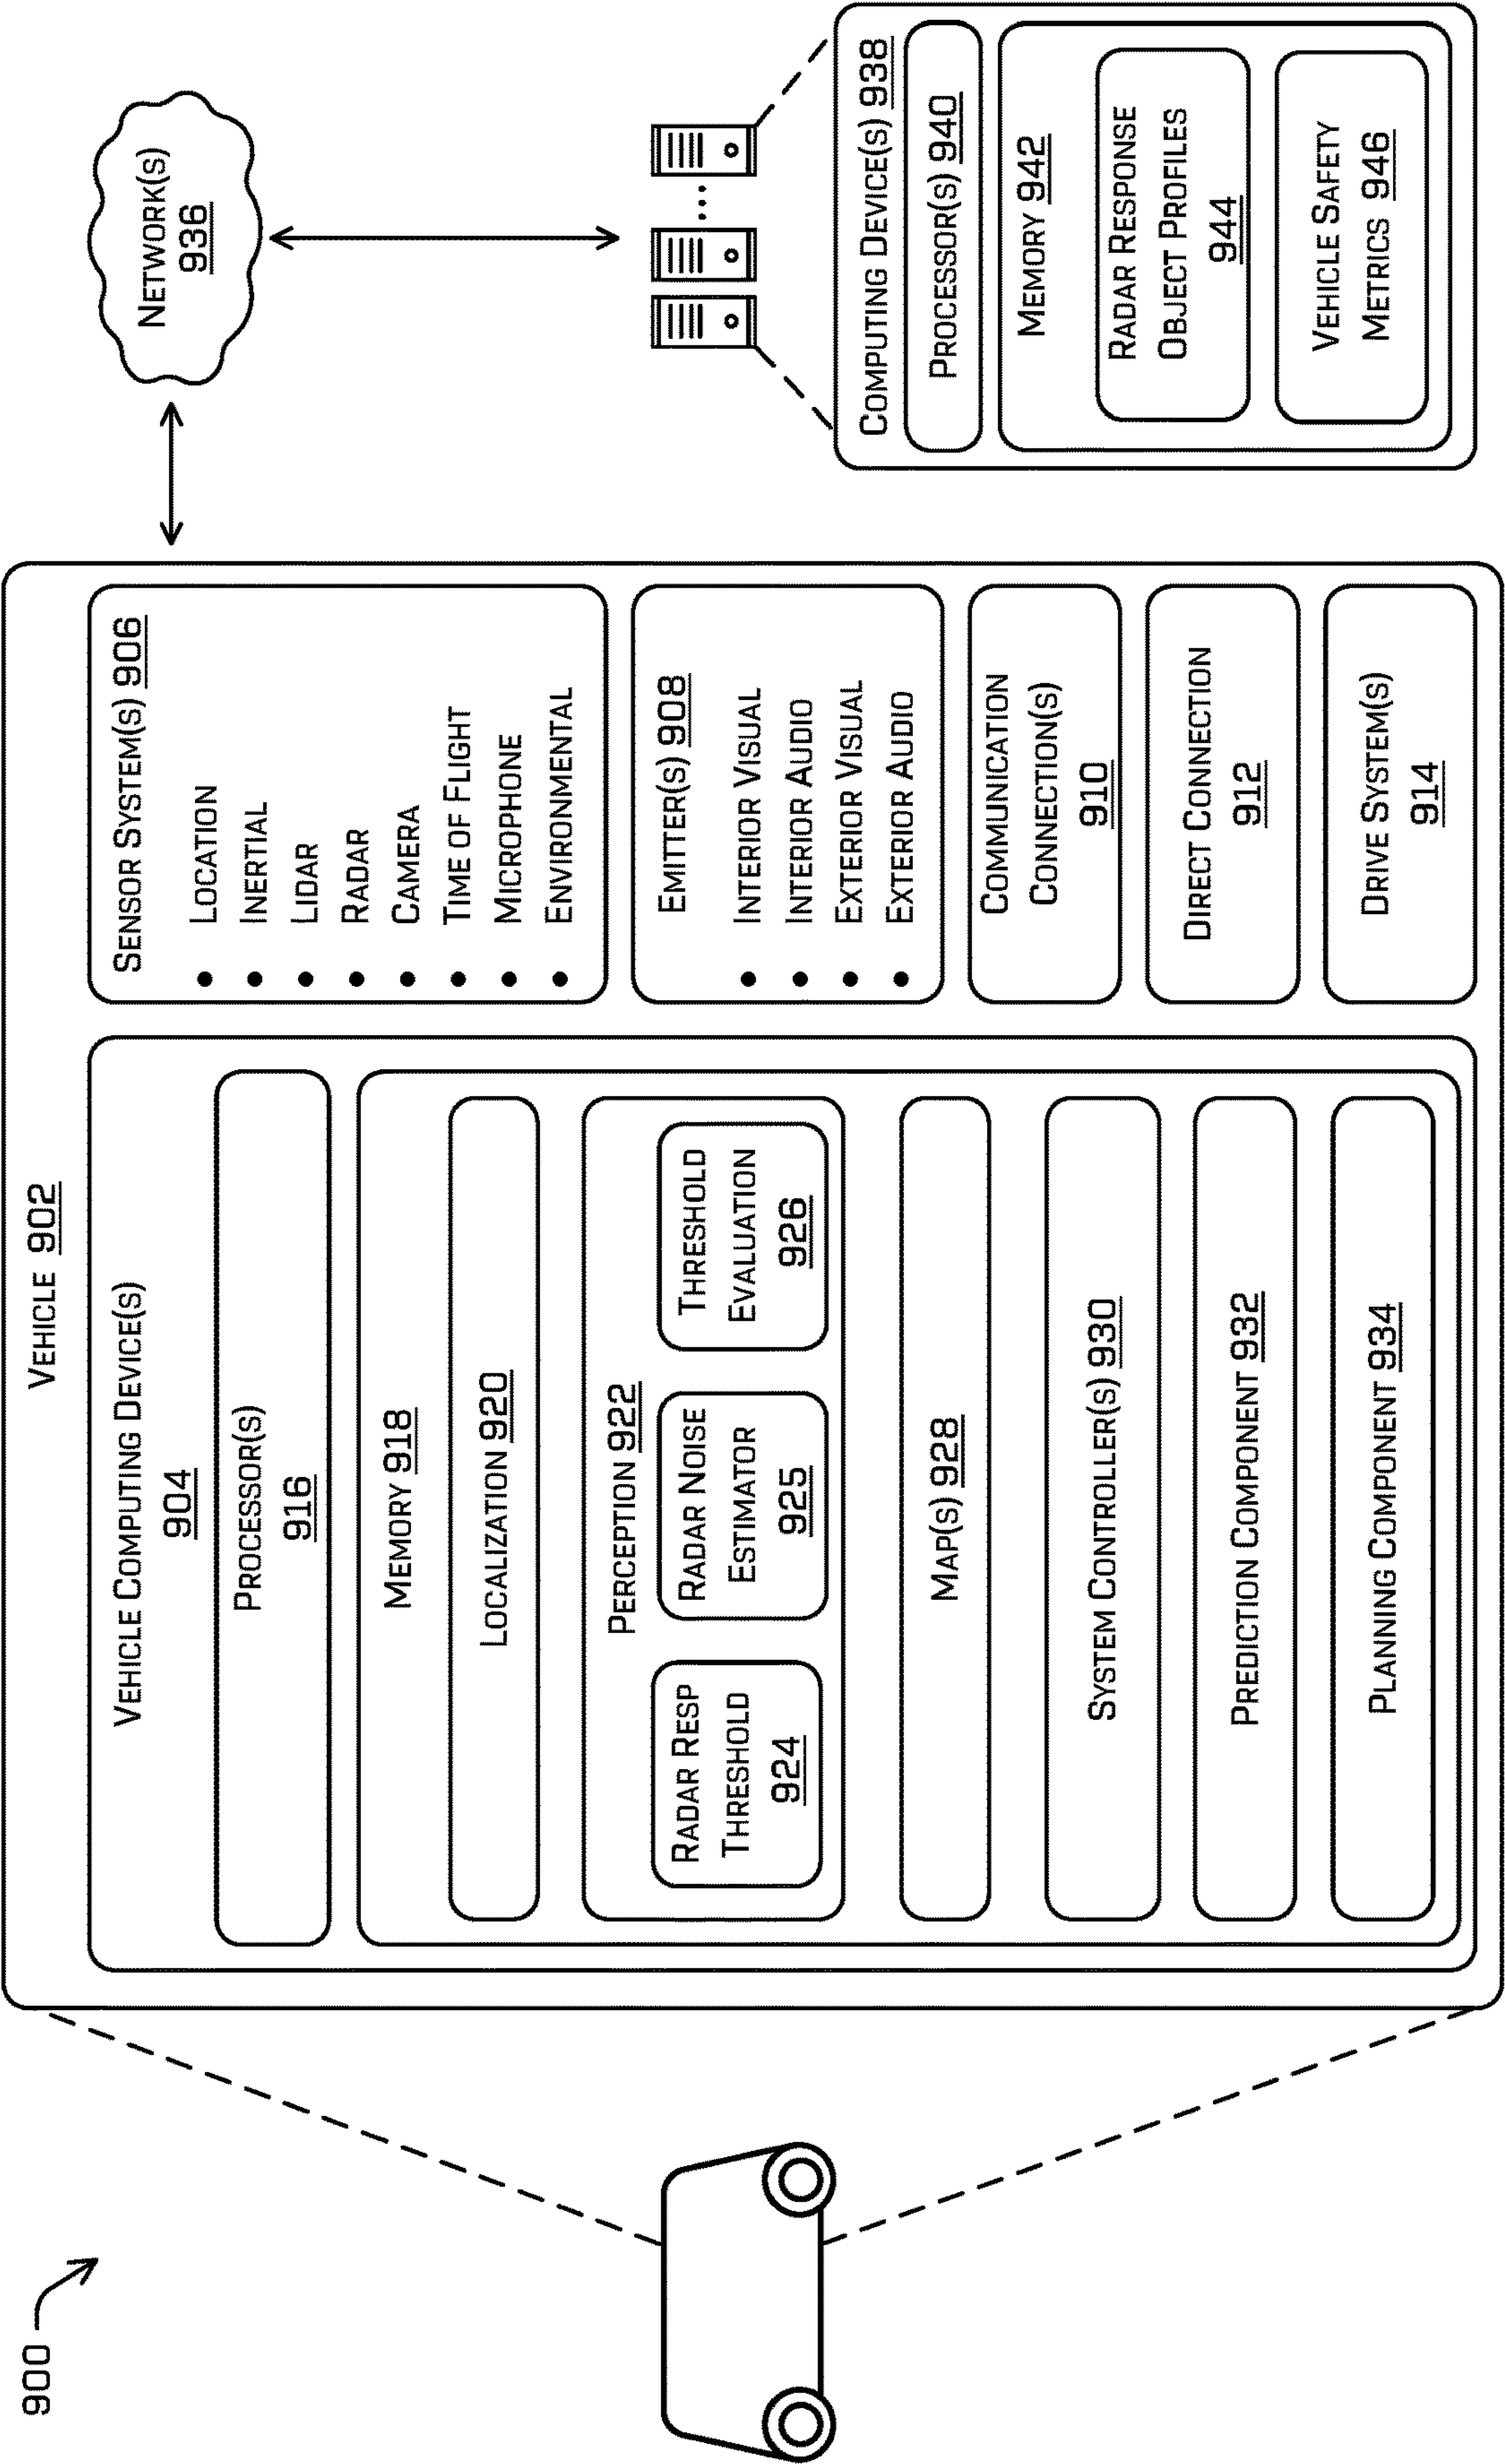 900
VEHICLE 902
VEHICLE COMPUTING DEVICE(S)
904
PROCESSOR(S)
916
MEMORY 918
LOCALIZATION 920
PERCEPTION 922
RADAR RESP
THRESHOLD
924
RADAR NOISE
ESTIMATOR
925
THRESHOLD
EVALUATION
926
MAP(S) 928
SYSTEM CONTROLLER(S) 930
PREDICTION COMPONENT 932
PLANNING COMPONENT 934
SENSOR SYSTEM(S) 906
• LOCATION
• INERTIAL
• LIDAR
• RADAR
• CAMERA
• TIME OF FLIGHT
• MICROPHONE
• ENVIRONMENTAL
EMITTER(S) 908
• INTERIOR VISUAL
• INTERIOR AUDIO
• EXTERIOR VISUAL
• EXTERIOR AUDIO
COMMUNICATION
CONNECTION(S)
910
DIRECT CONNECTION
912
DRIVE SYSTEM(S)
914
NETWORK(S)
936
COMPUTING DEVICE(S) 938
PROCESSOR(S) 940
MEMORY 942
RADAR RESPONSE
OBJECT PROFILES
944
VEHICLE SAFETY
METRICS 946